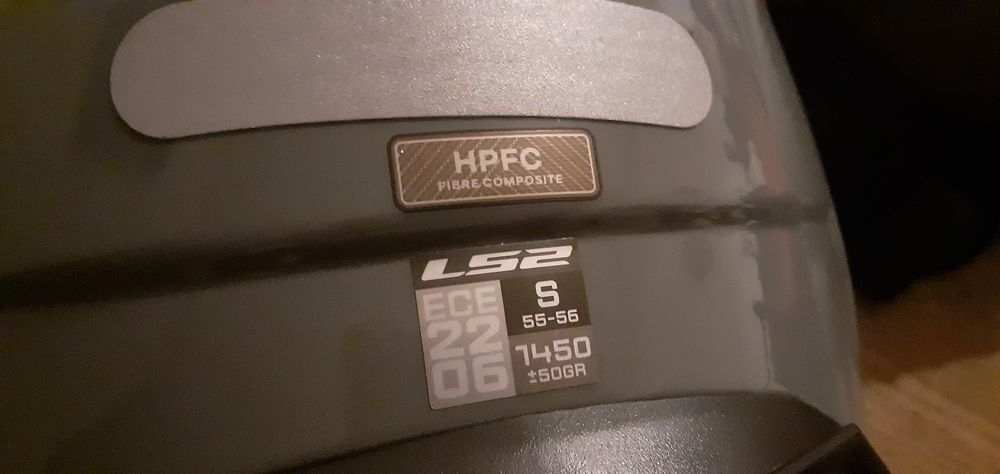 HPFC
FIBRE COMPOSITE
LS2
ECE
22
06
S
55-56
1450
±50GR